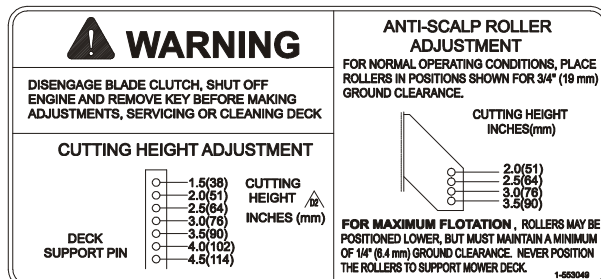 WARNING
DISENGAGE BLADE CLUTCH, SHUT OFF
ENGINE AND REMOVE KEY BEFORE MAKING
ADJUSTMENTS, SERVICING OR CLEANING DECK
CUTTING HEIGHT ADJUSTMENT
1.5(38)
2.0(51)
2.5(64)
3.0(76)
3.5(90)
4.0(102)
4.5(114)
CUTTING
HEIGHT
D2
INCHES (mm)
DECK
SUPPORT PIN
ANTI-SCALP ROLLER
ADJUSTMENT
FOR NORMAL OPERATING CONDITIONS, PLACE
ROLLERS IN POSITIONS SHOWN FOR 3/4" (19 mm)
GROUND CLEARANCE.
CUTTING HEIGHT
INCHES(mm)
2.0(51)
2.5(64)
3.0(76)
3.5(90)
FOR MAXIMUM FLOTATION , ROLLERS MAY BE
POSITIONED LOWER, BUT MUST MAINTAIN A MINIMUM
OF 1/4" (6.4 mm) GROUND CLEARANCE. NEVER POSITION
THE ROLLERS TO SUPPORT MOWER DECK.
1-553049